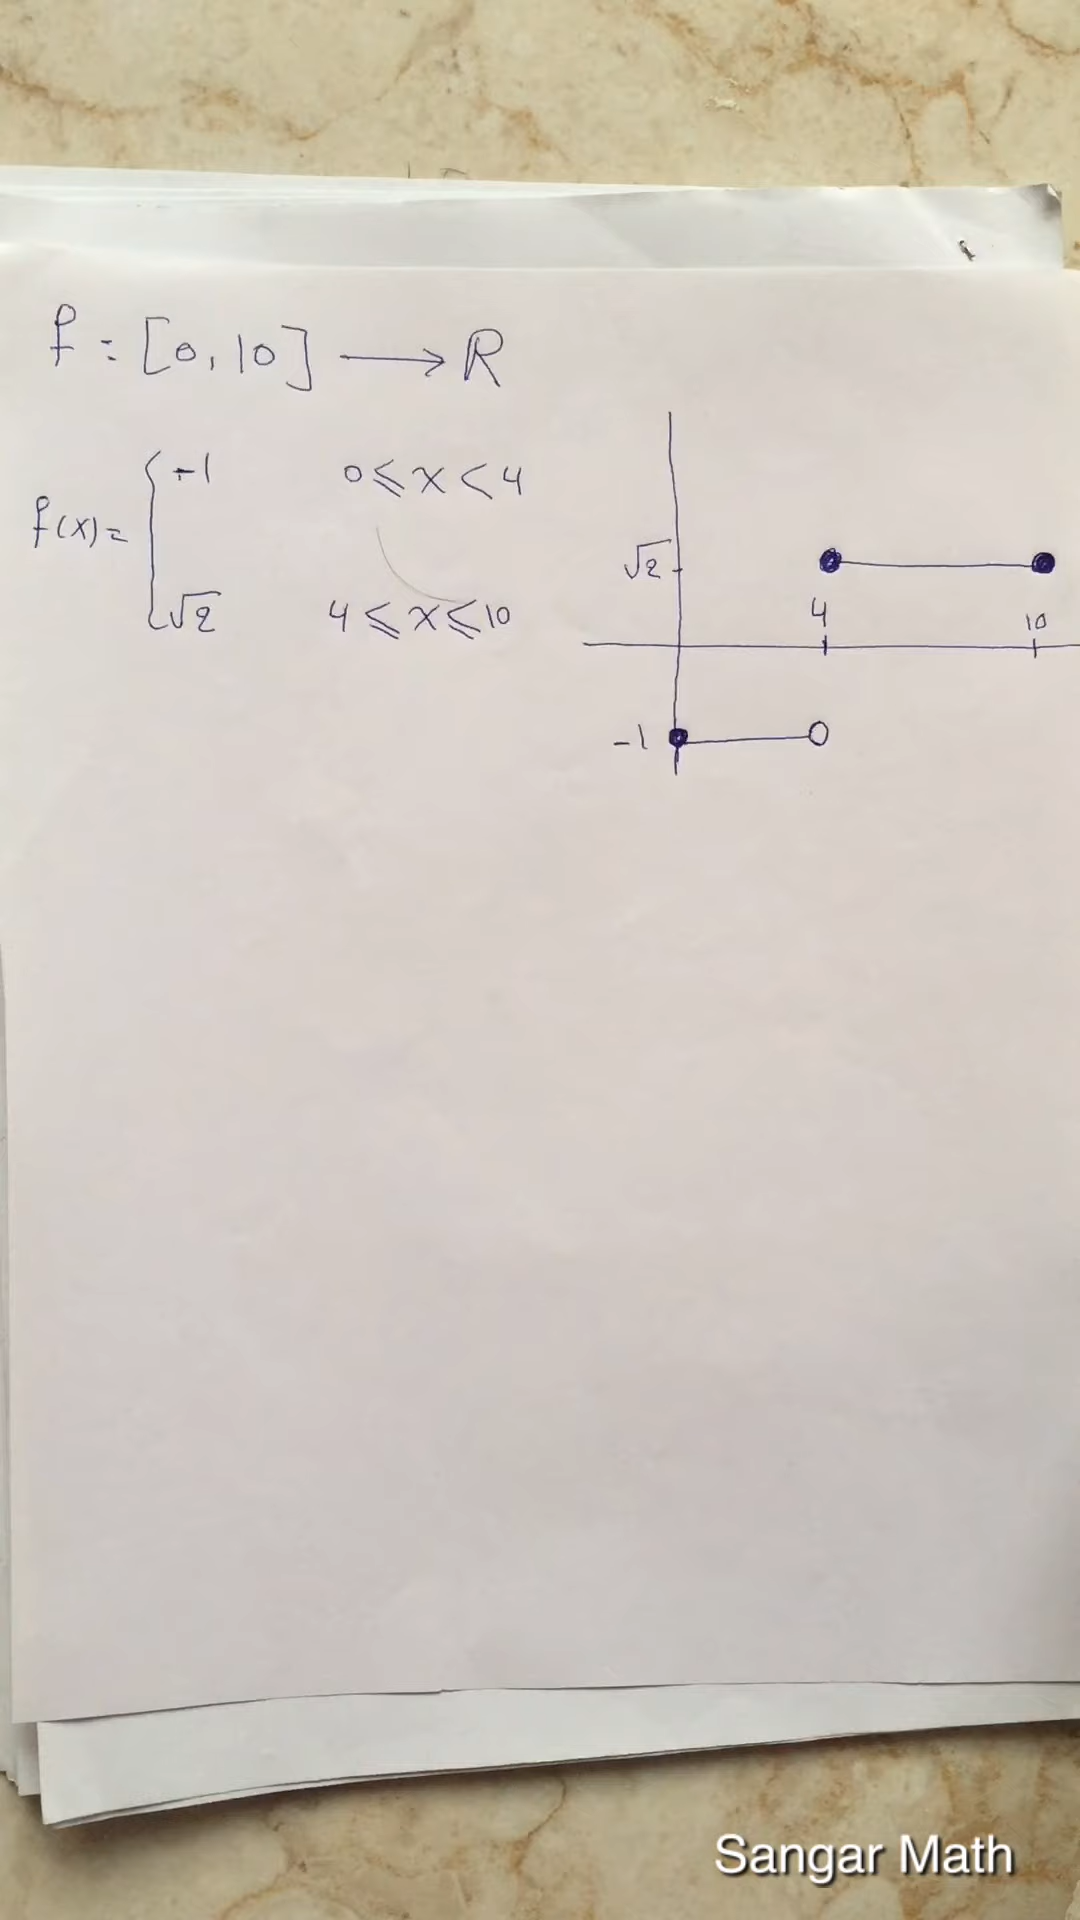 f = [0, 10] → R
f(x) = { -1 0 ⩽ x < 4
√2 4 ⩽ x ⩽ 10
√2
4
10
-1
Sangar Math